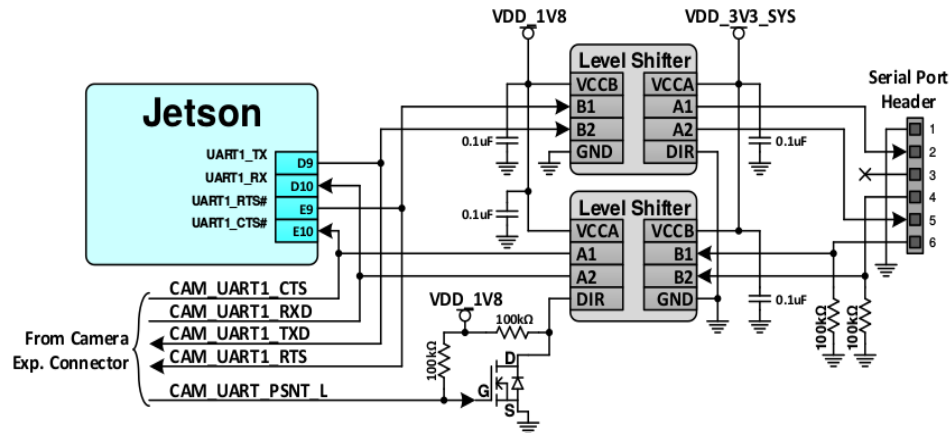 VDD_1V8
VDD_3V3_SYS
Level Shifter
VCCB
VCCA
B1
A1
B2
A2
GND
DIR
0.1uF
0.1uF
Serial Port
Header
1
2
3
4
5
6
Jetson
UART1_TX
D9
UART1_RX
D10
UART1_RTS#
E9
UART1_CTS#
E10
0.1uF
Level Shifter
VCCA
VCCB
A1
B1
A2
B2
DIR
GND
0.1uF
100kΩ
100kΩ
From Camera
Exp. Connector
CAM_UART1_CTS
CAM_UART1_RXD
CAM_UART1_TXD
CAM_UART1_RTS
CAM_UART_PSNT_L
VDD_1V8
100kΩ
100kΩ
D
G
S